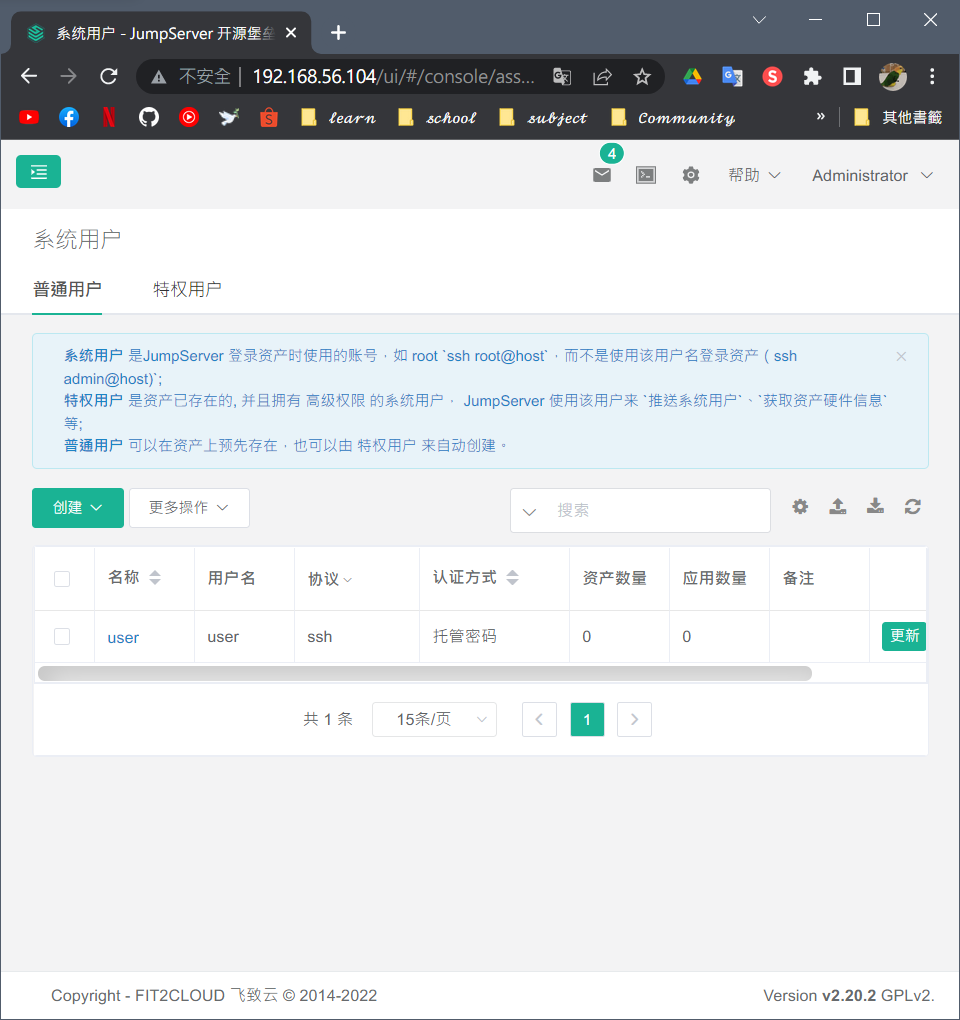 系统用户 - JumpServer 开源堡垒
不安全 192.168.56.104/ui/#/console/ass...
learn school subject Community » 其他書籤
4
帮助 Administrator
系统用户
普通用户 特权用户
系统用户 是JumpServer 登录资产时使用的账号，如 root `ssh root@host`，而不是使用该用户名登录资产（ ssh
admin@host)`;
特权用户 是资产已存在的, 并且拥有 高级权限 的系统用户， JumpServer 使用该用户来 `推送系统用户`、`获取资产硬件信息`
等;
普通用户 可以在资产上预先存在，也可以由 特权用户 来自动创建。
创建 更多操作 搜索
名称 用户名 协议 认证方式 资产数量 应用数量 备注
user user ssh 托管密码 0 0 更新
共 1 条 15条/页 1
Copyright - FIT2CLOUD 飞致云 © 2014-2022 Version v2.20.2 GPLv2.